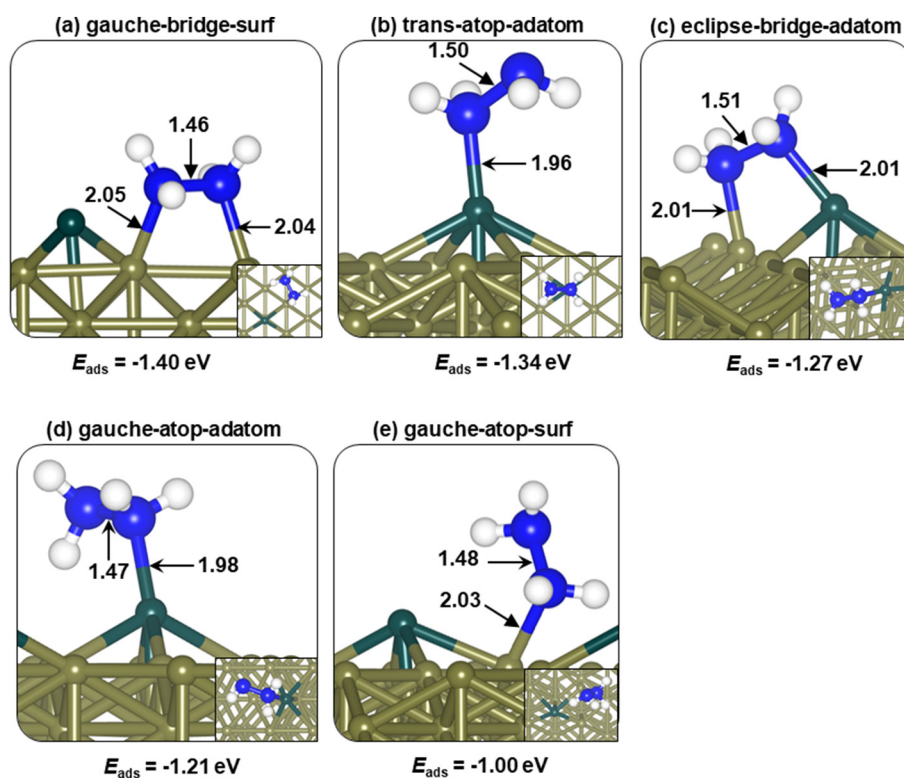 (a) gauche-bridge-surf
(b) trans-atop-adatom
(c) eclipse-bridge-adatom
1.46
2.05
2.04
1.50
1.96
1.51
2.01
2.01
Eads = -1.40 eV
Eads = -1.34 eV
Eads = -1.27 eV
(d) gauche-atop-adatom
(e) gauche-atop-surf
1.47
1.98
1.48
2.03
Eads = -1.21 eV
Eads = -1.00 eV